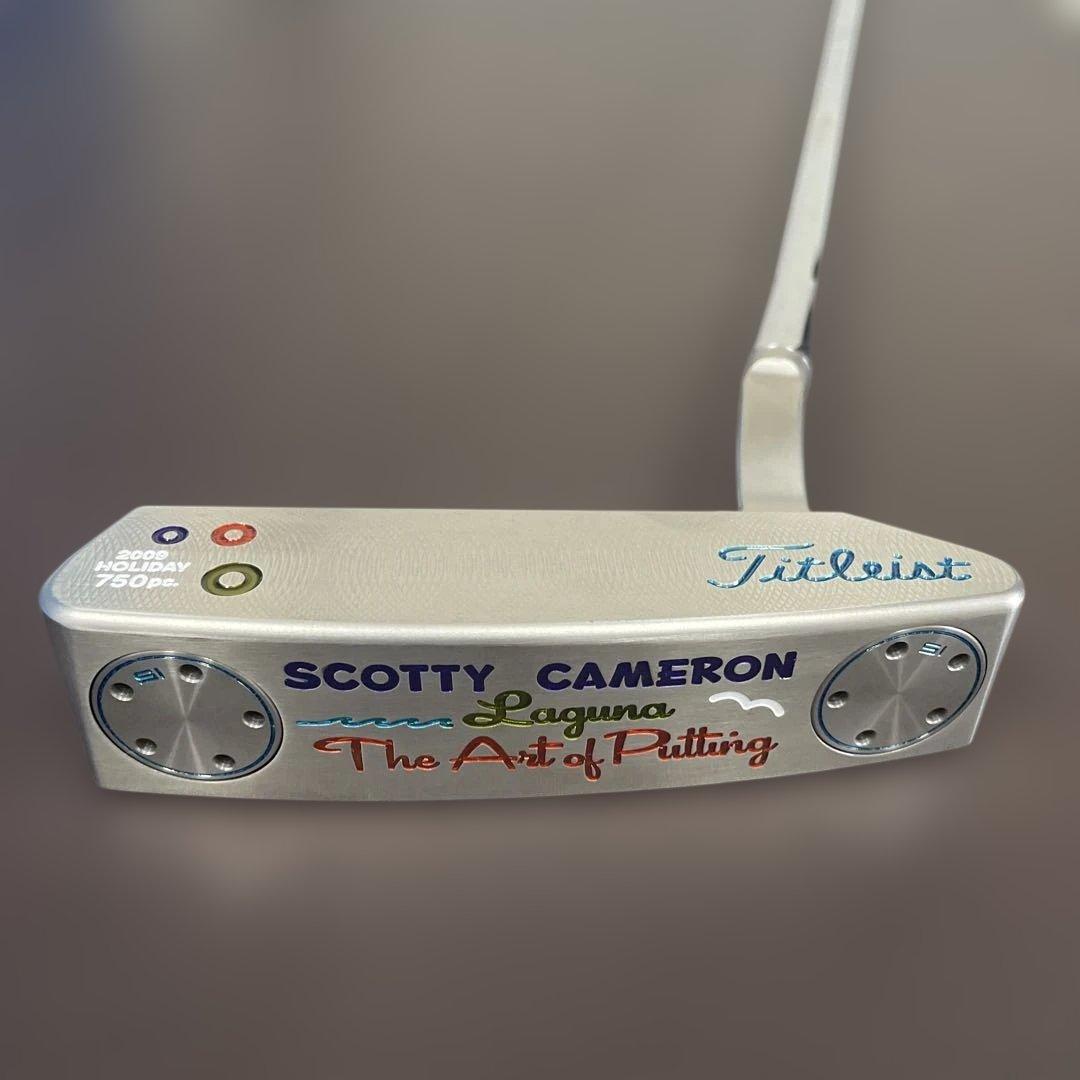 2009
HOLIDAY
750pc.
Titleist
SCOTTY CAMERON
Laguna
The Art of Putting